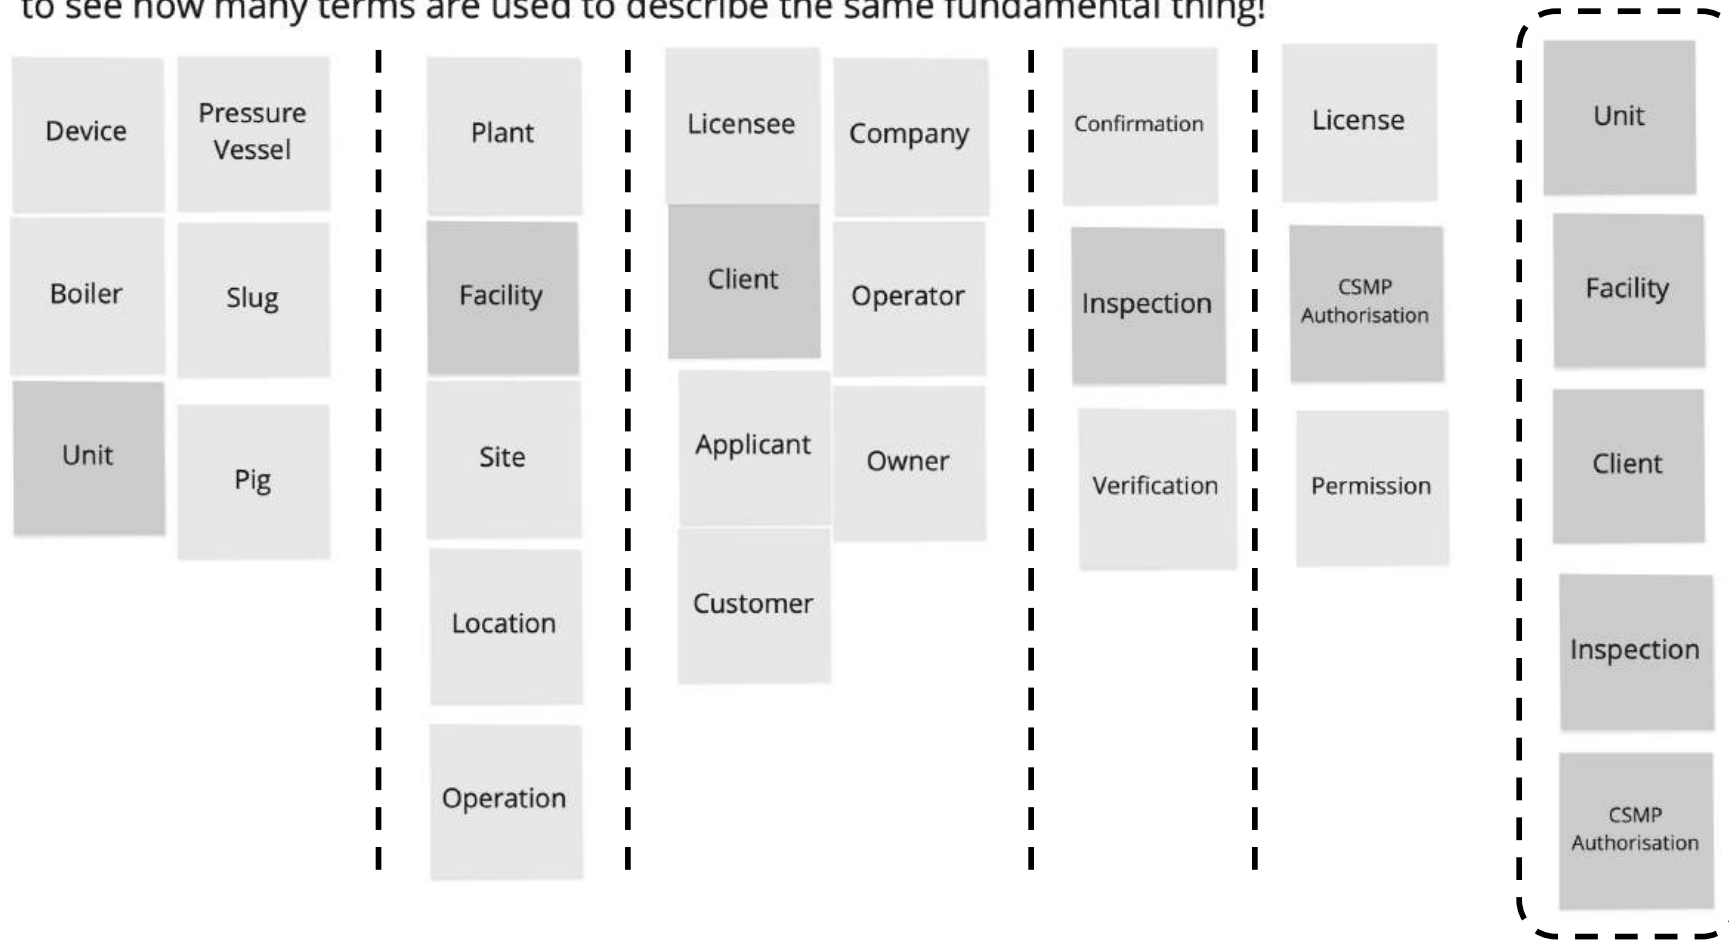 to see how many terms are used to describe the same fundamental thing!
Device
Pressure
Vessel
Boiler
Slug
Unit
Pig
Plant
Facility
Site
Location
Operation
Licensee
Company
Client
Operator
Applicant
Owner
Customer
Confirmation
Inspection
Verification
License
CSMP
Authorisation
Permission
Unit
Facility
Client
Inspection
CSMP
Authorisation